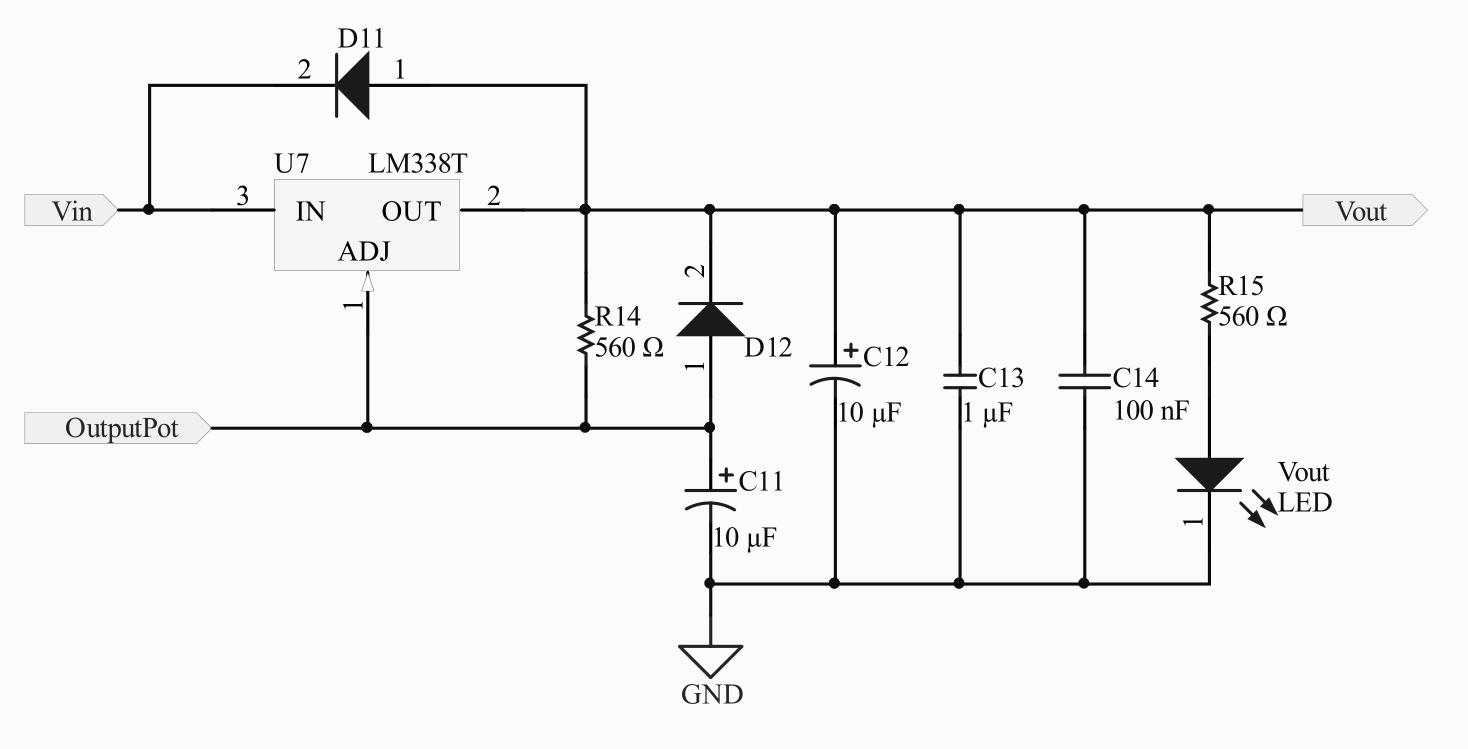 D11
2
1
U7
LM338T
Vin
3
IN
OUT
2
Vout
ADJ
1
2
R14
560 Ω
D12
1
+
C12
10 µF
C13
1 µF
C14
100 nF
R15
560 Ω
OutputPot
+
C11
10 µF
Vout
LED
1
GND